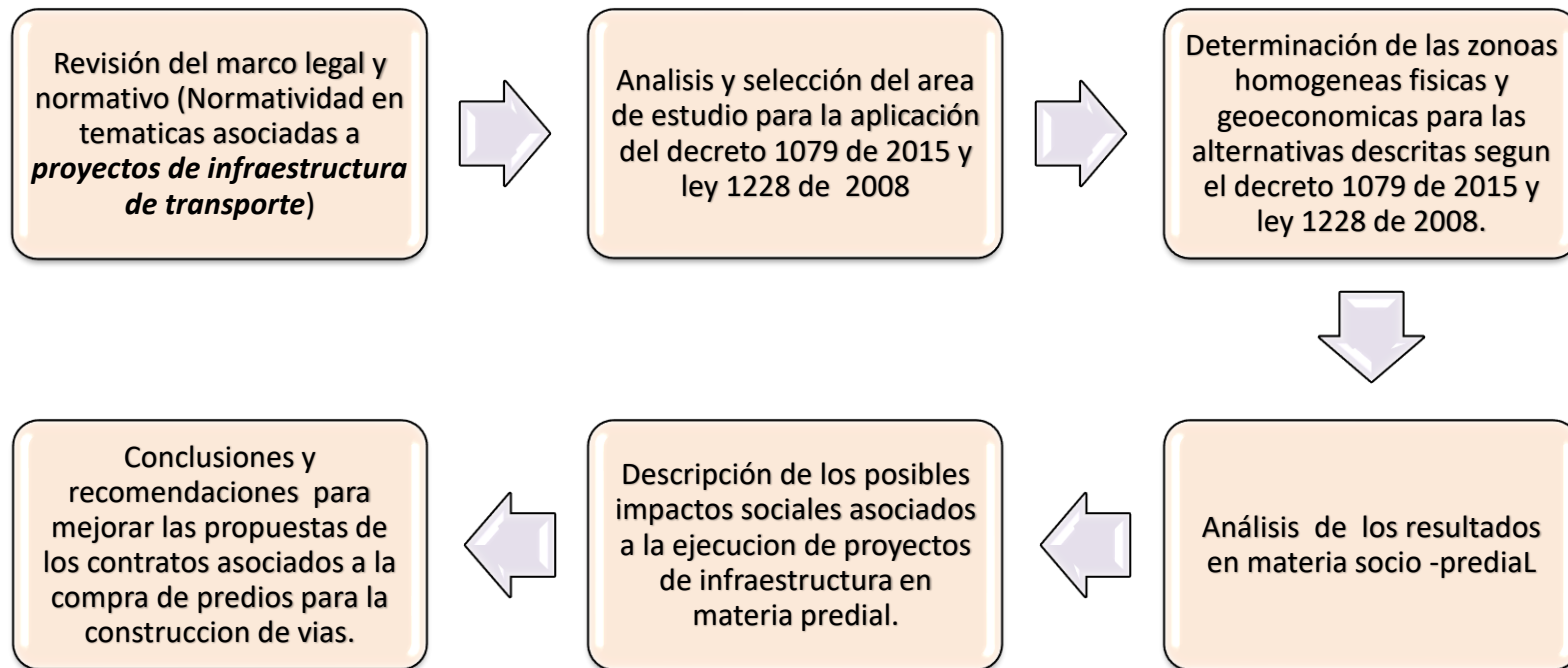 Revisión del marco legal y
normativo (Normatividad en
tematicas asociadas a
proyectos de infraestructura
de transporte)
Analisis y selección del area
de estudio para la aplicación
del decreto 1079 de 2015 y
ley 1228 de 2008
Determinación de las zonoas
homogeneas fisicas y
geoeconomicas para las
alternativas descritas segun
el decreto 1079 de 2015 y
ley 1228 de 2008.
Análisis de los resultados
en materia socio -prediaL
Descripción de los posibles
impactos sociales asociados
a la ejecucion de proyectos
de infraestructura en
materia predial.
Conclusiones y
recomendaciones para
mejorar las propuestas de
los contratos asociados a la
compra de predios para la
construccion de vias.